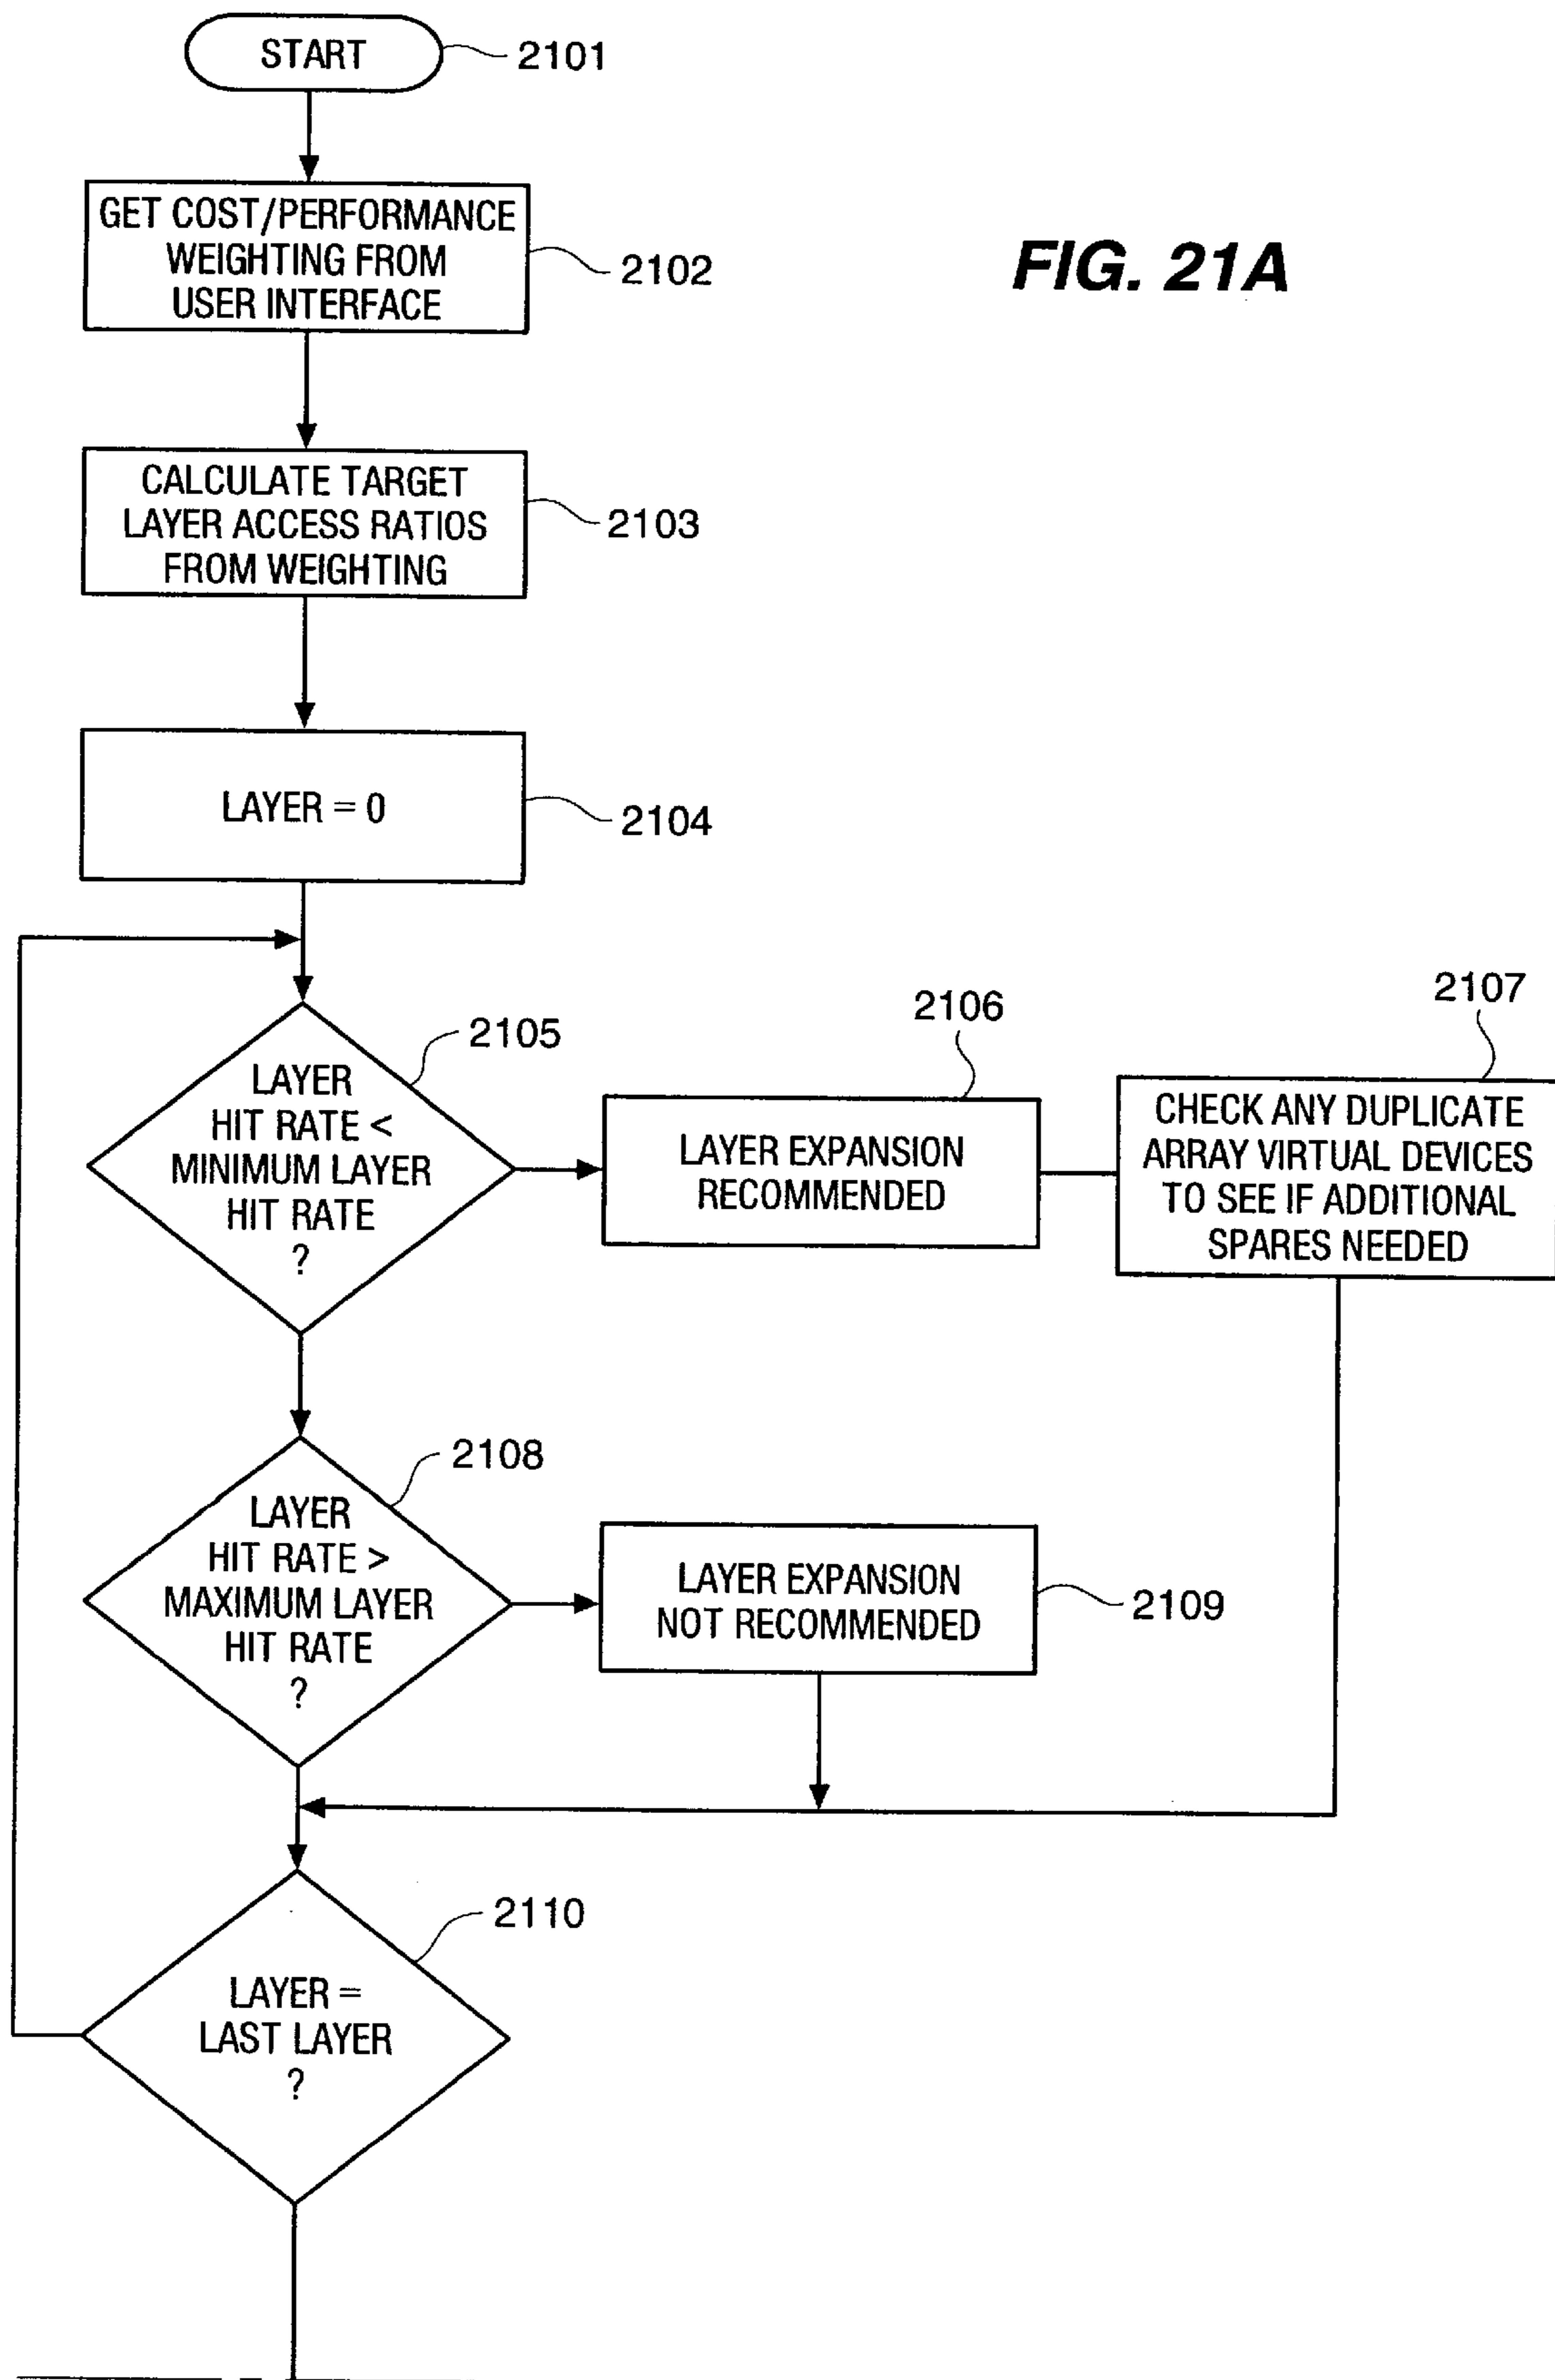 START
2101
GET COST/PERFORMANCE
WEIGHTING FROM
USER INTERFACE
2102
FIG. 21A
CALCULATE TARGET
LAYER ACCESS RATIOS
FROM WEIGHTING
2103
LAYER = 0
2104
LAYER
HIT RATE <
MINIMUM LAYER
HIT RATE
?
2105
LAYER EXPANSION
RECOMMENDED
2106
CHECK ANY DUPLICATE
ARRAY VIRTUAL DEVICES
TO SEE IF ADDITIONAL
SPARES NEEDED
2107
LAYER
HIT RATE >
MAXIMUM LAYER
HIT RATE
?
2108
LAYER EXPANSION
NOT RECOMMENDED
2109
LAYER =
LAST LAYER
?
2110